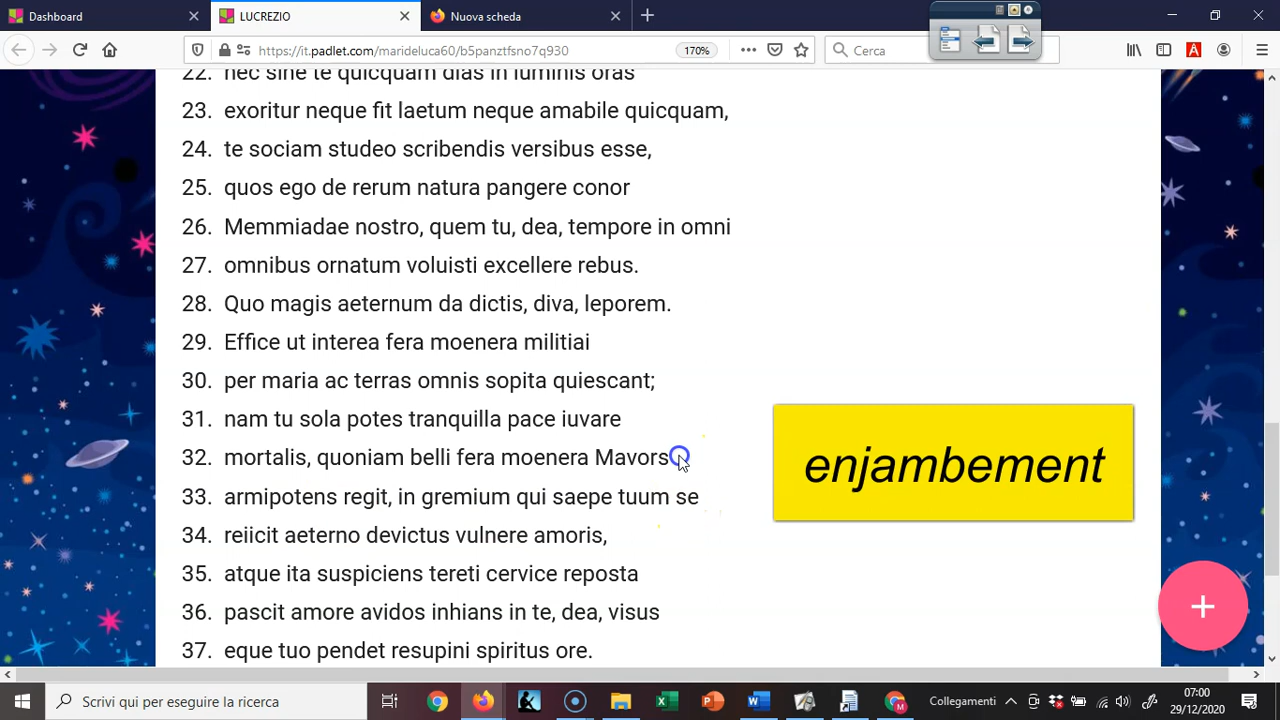 Dashboard
LUCREZIO
Nuova scheda
https://it.padlet.com/marideluca60/b5panztfsno7q930
170%
Cerca
22. nec sine te quicquam dias in luminis oras
23. exoritur neque fit laetum neque amabile quicquam,
24. te sociam studeo scribendis versibus esse,
25. quos ego de rerum natura pangere conor
26. Memmiadae nostro, quem tu, dea, tempore in omni
27. omnibus ornatum voluisti excellere rebus.
28. Quo magis aeternum da dictis, diva, leporem.
29. Effice ut interea fera moenera militiai
30. per maria ac terras omnis sopita quiescant;
31. nam tu sola potes tranquilla pace iuvare
32. mortalis, quoniam belli fera moenera Mavors
33. armipotens regit, in gremium qui saepe tuum se
34. reiicit aeterno devictus vulnere amoris,
35. atque ita suspiciens tereti cervice reposta
36. pascit amore avidos inhians in te, dea, visus
37. eque tuo pendet resupini spiritus ore.
enjambement
Scrivi qui per eseguire la ricerca
Collegamenti
07:00
29/12/2020